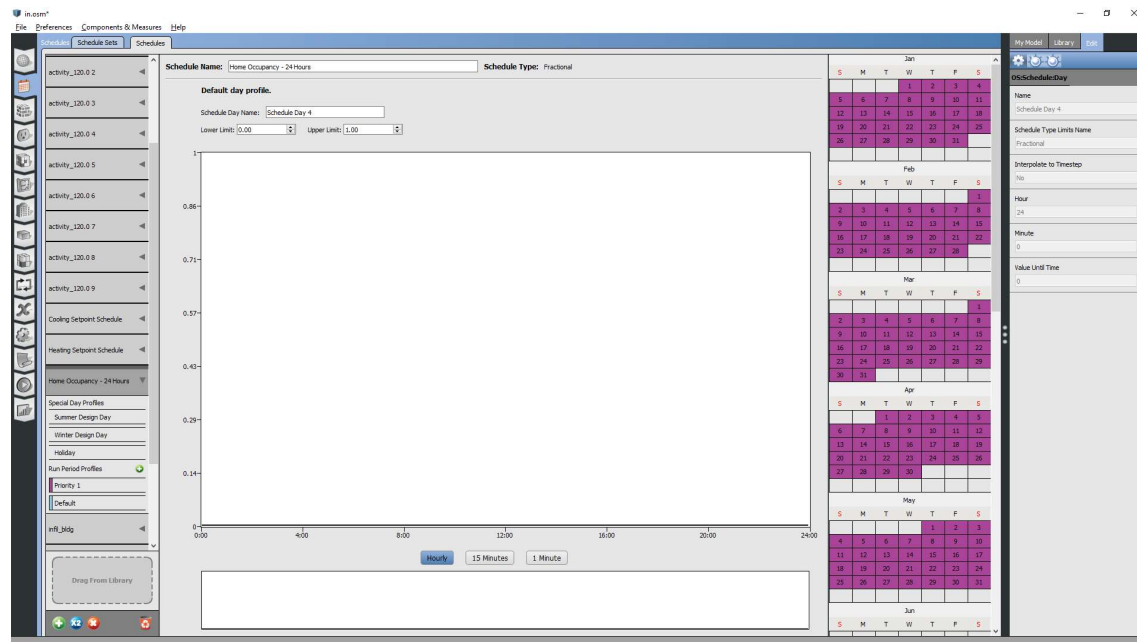 in.osm*
File Preferences Components & Measures Help
Schedules Schedule Sets Schedules
My Model Library Edit
activity_120.0 2
activity_120.0 3
activity_120.0 4
activity_120.0 5
activity_120.0 6
activity_120.0 7
activity_120.0 8
activity_120.0 9
Cooling Setpoint Schedule
Heating Setpoint Schedule
Home Occupancy - 24 Hours
Special Day Profiles
Summer Design Day
Winter Design Day
Holiday
Run Period Profiles
Priority 1
Default
infil_bldg
Drag From Library
X2
Schedule Name: Home Occupancy - 24 Hours Schedule Type: Fractional
Default day profile.
Schedule Day Name: Schedule Day 4
Lower Limit: 0.00 Upper Limit: 1.00
1
0.86
0.71
0.57
0.43
0.29
0.14
0
0:00 4:00 8:00 12:00 16:00 20:00 24:00
Hourly 15 Minutes 1 Minute
Jan
S M T W T F S
1 2 3 4
5 6 7 8 9 10 11
12 13 14 15 16 17 18
19 20 21 22 23 24 25
26 27 28 29 30 31
Feb
S M T W T F S
1
2 3 4 5 6 7 8
9 10 11 12 13 14 15
16 17 18 19 20 21 22
23 24 25 26 27 28
Mar
S M T W T F S
1
2 3 4 5 6 7 8
9 10 11 12 13 14 15
16 17 18 19 20 21 22
23 24 25 26 27 28 29
30 31
Apr
S M T W T F S
1 2 3 4 5
6 7 8 9 10 11 12
13 14 15 16 17 18 19
20 21 22 23 24 25 26
27 28 29 30
May
S M T W T F S
1 2 3
4 5 6 7 8 9 10
11 12 13 14 15 16 17
18 19 20 21 22 23 24
25 26 27 28 29 30 31
Jun
S M T W T F S
OS:Schedule:Day
Name
Schedule Day 4
Schedule Type Limits Name
Fractional
Interpolate to Timestep
No
Hour
24
Minute
0
Value Until Time
0